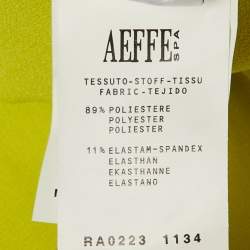 AEFFE SPA
TESSUTO-STOFF-TISSU
FABRIC-TEJIDO
89% POLIESTERE
POLYESTER
POLIESTER
11% ELASTAM-SPANDEX
ELASTHAN
EKASTHANNE
ELASTANO
RA0223 1134